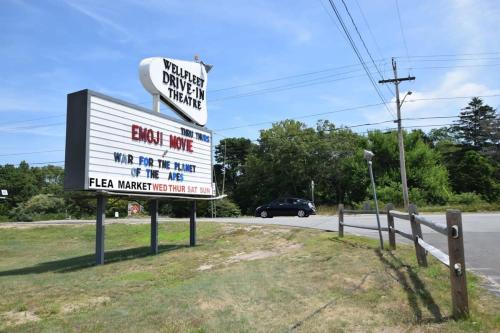 WELLFLEET
DRIVE-IN
THEATRE
THRU THURS
EMOJI MOVIE
WAR FOR THE PLANET
OF THE APES
FLEA MARKET WED THUR SAT SUN